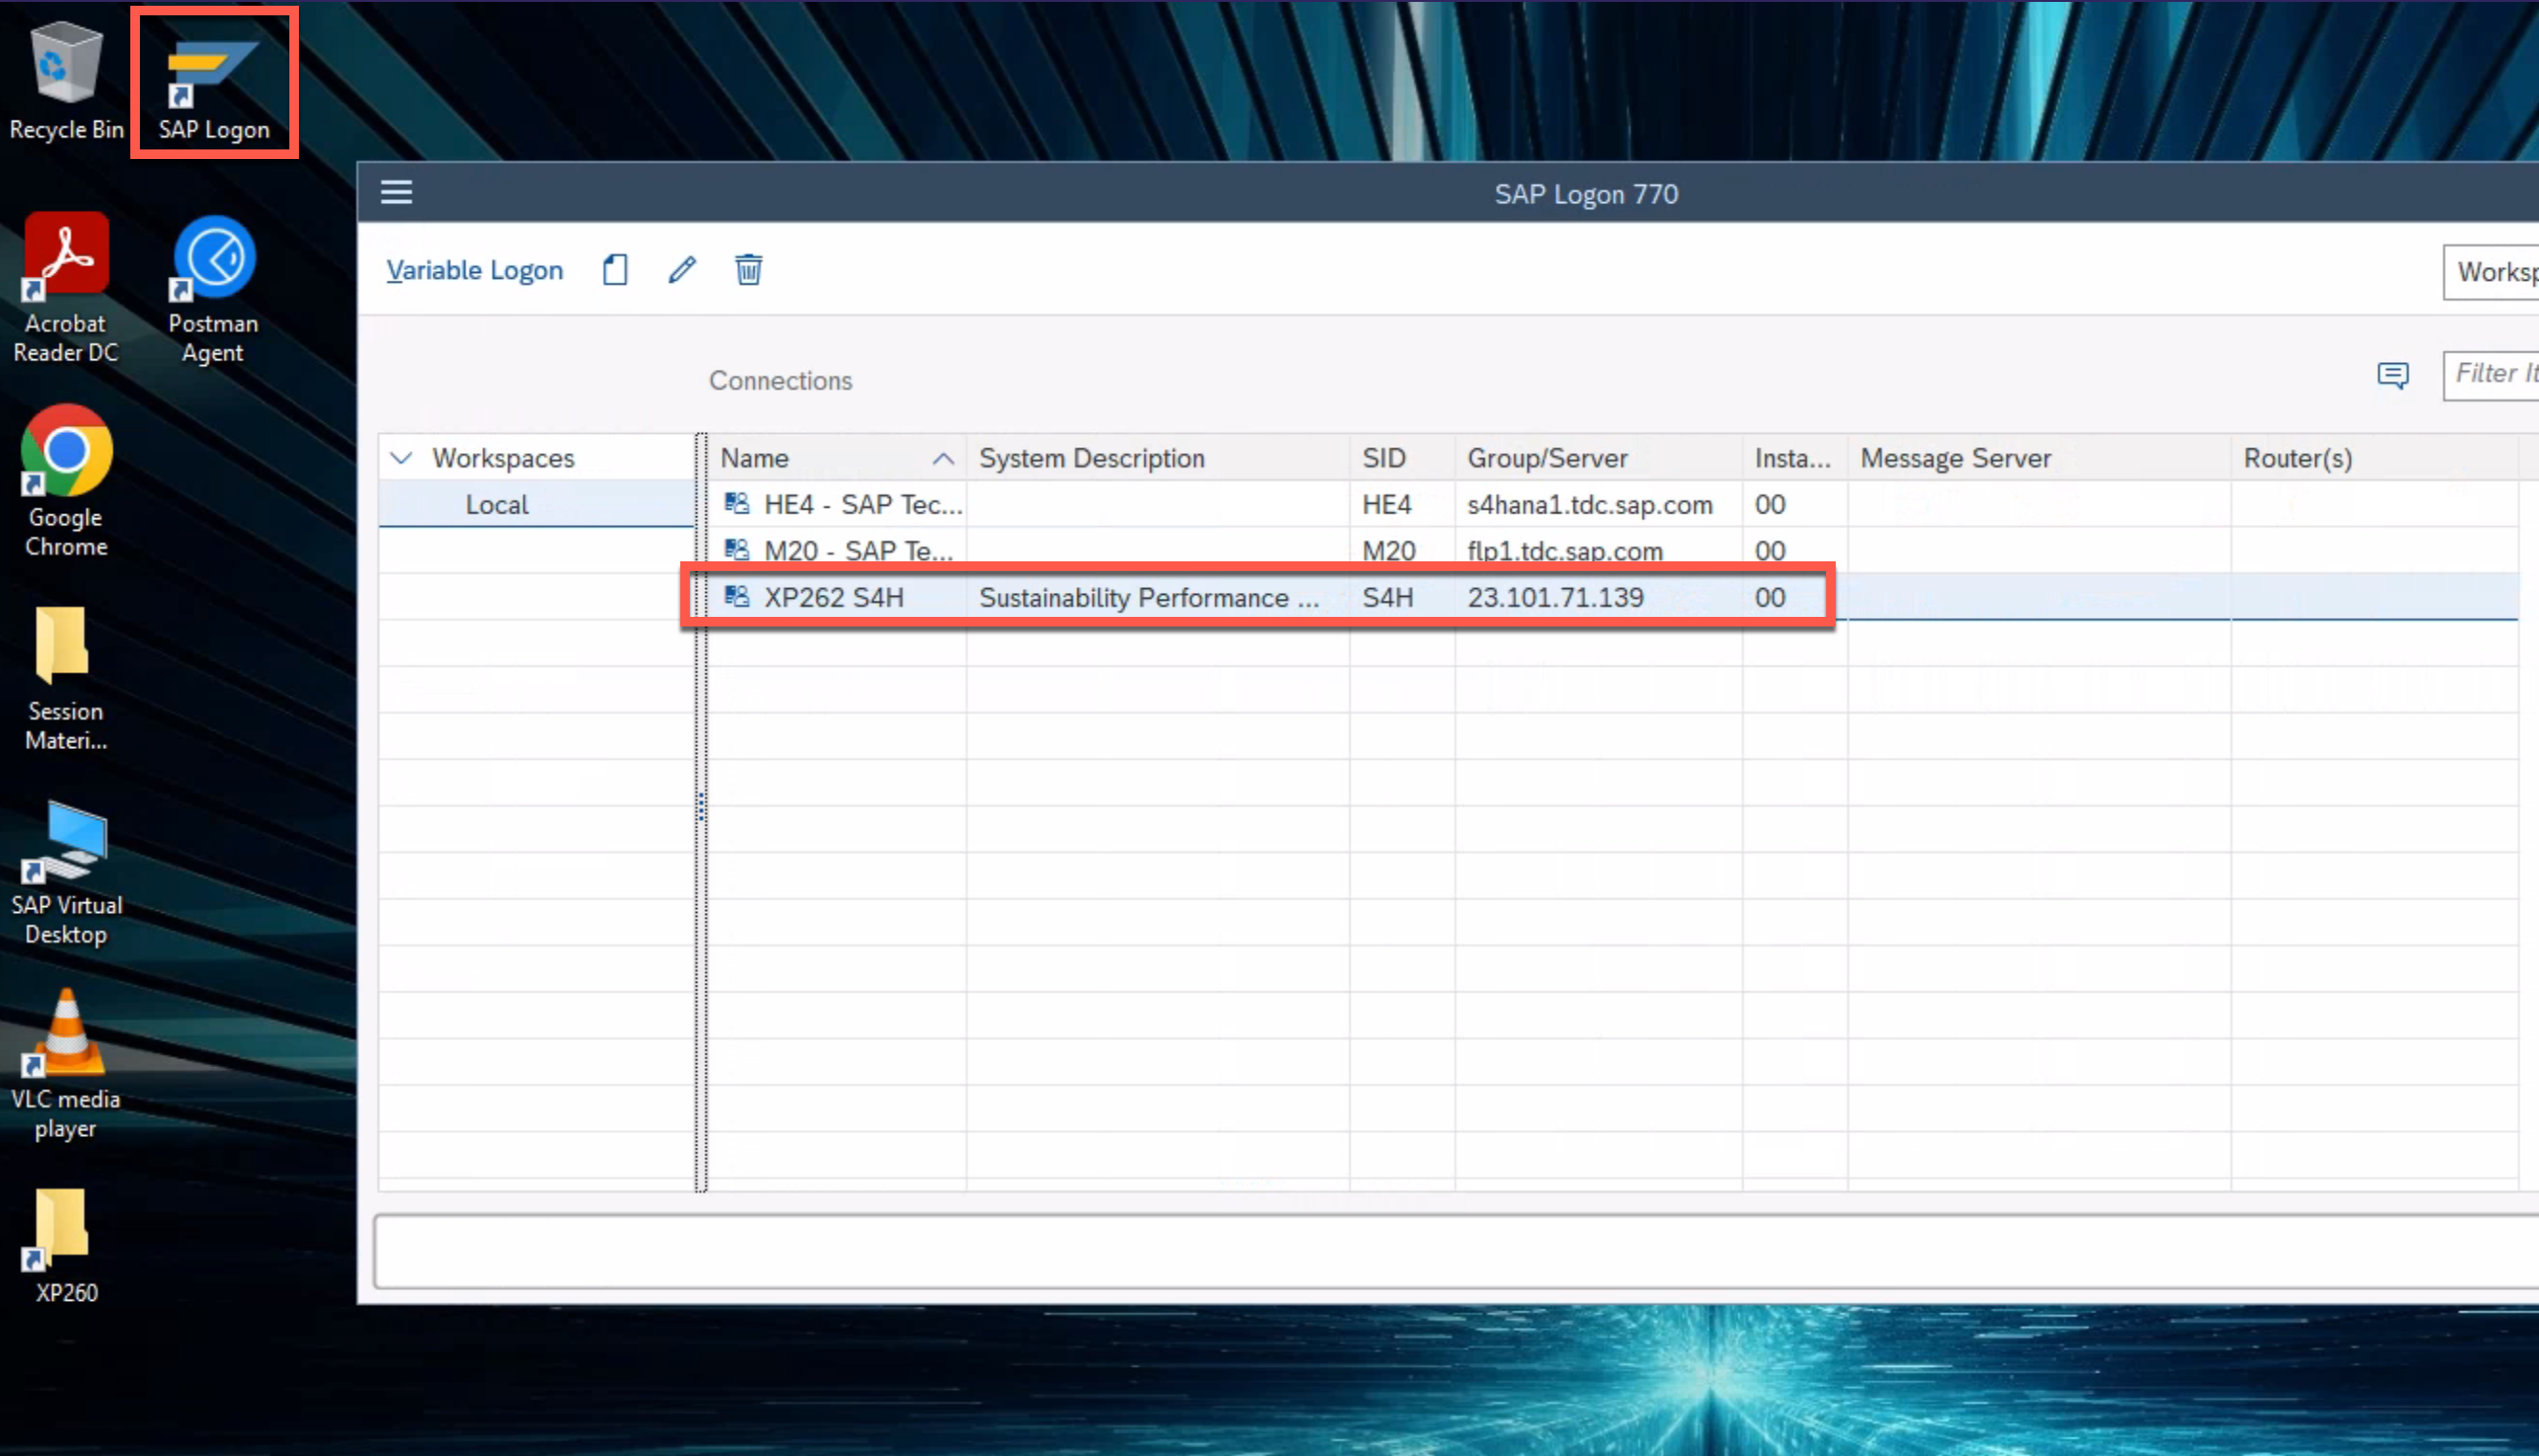 Recycle Bin
SAP Logon
Acrobat
Reader DC
Postman
Agent
Google
Chrome
Session
Materi...
SAP Virtual
Desktop
VLC media
player
XP260
SAP Logon 770
Variable Logon
Worksp
Connections
Filter It
Workspaces
Local
Name System Description SID Group/Server Insta... Message Server Router(s)
HE4 - SAP Tec... HE4 s4hana1.tdc.sap.com 00
M20 - SAP Te... M20 flp1.tdc.sap.com 00
XP262 S4H Sustainability Performance ... S4H 23.101.71.139 00